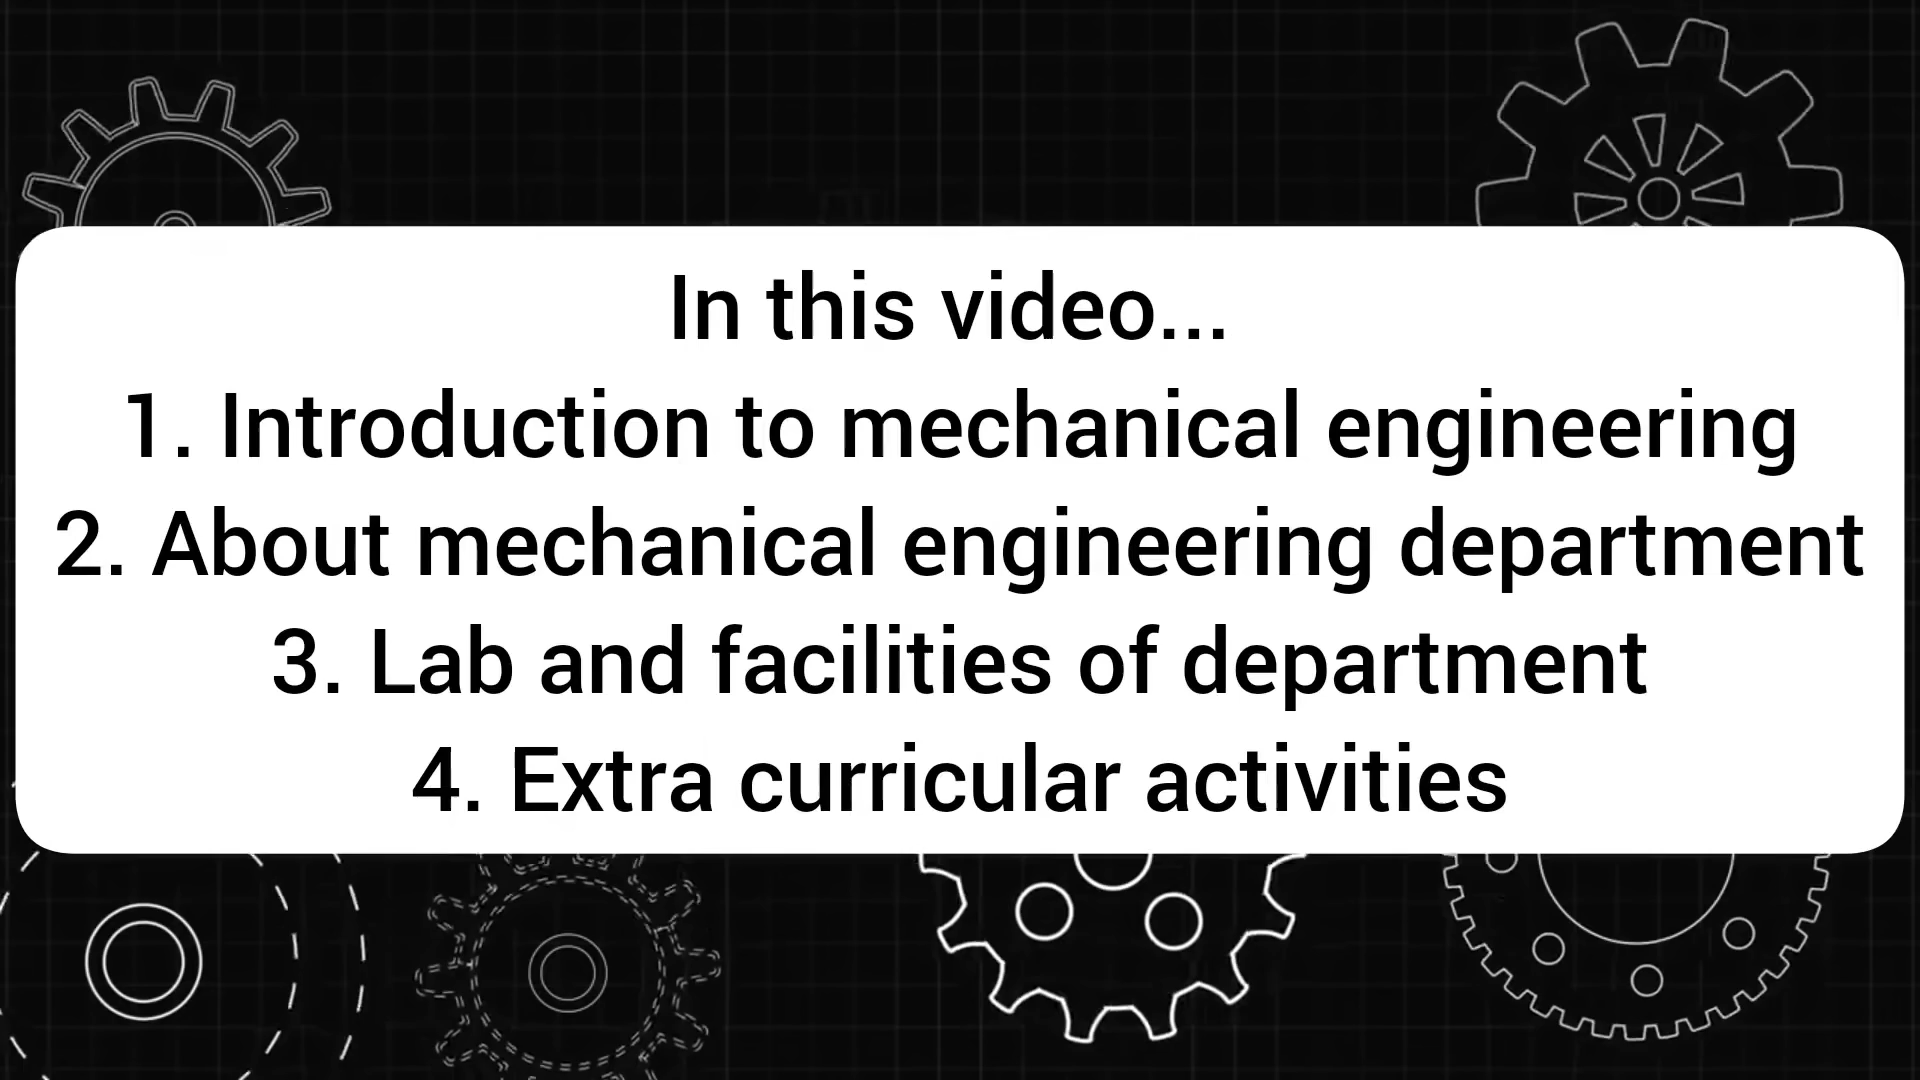 In this video...
1. Introduction to mechanical engineering
2. About mechanical engineering department
3. Lab and facilities of department
4. Extra curricular activities